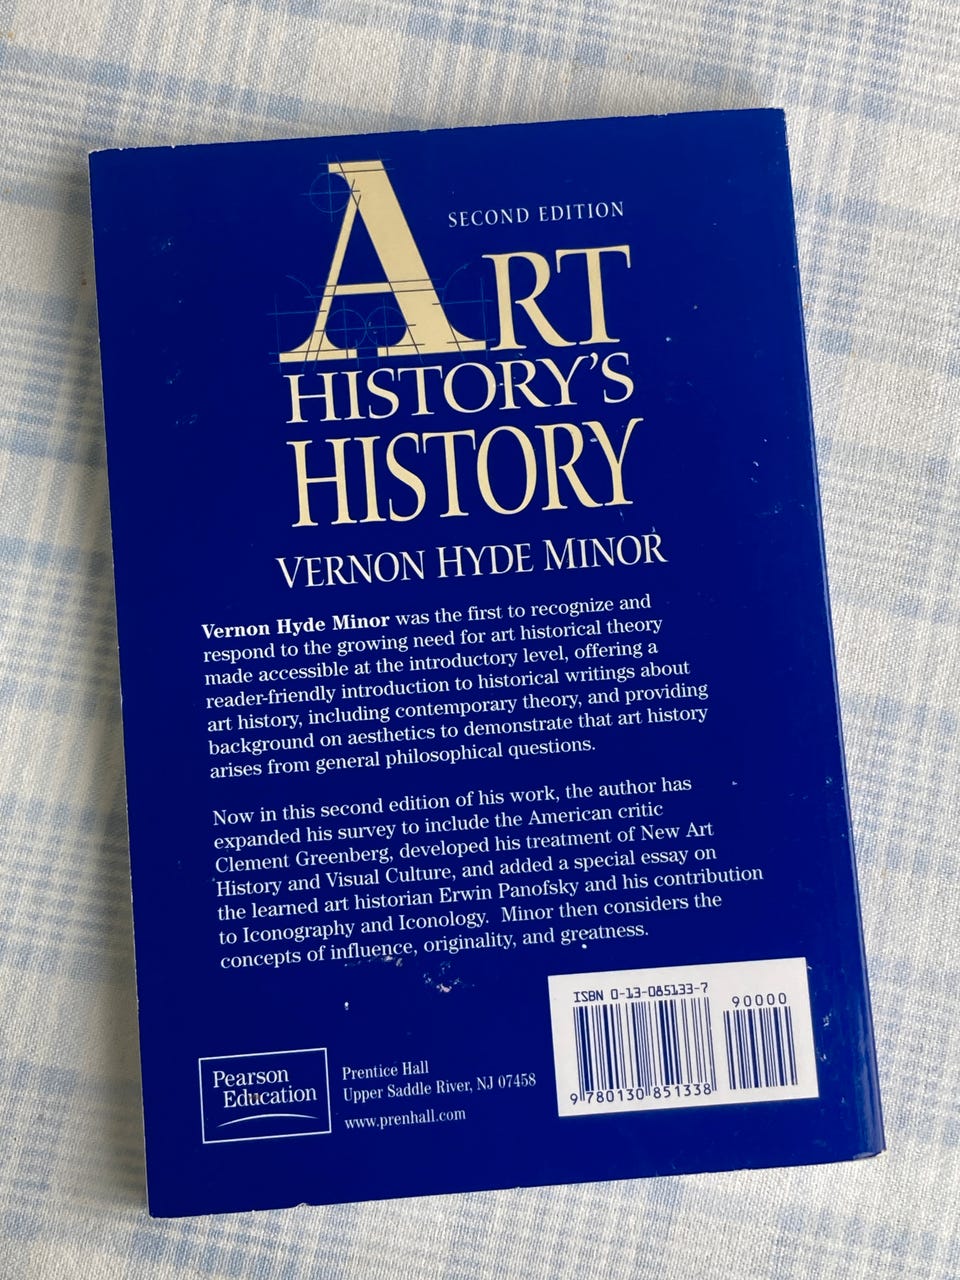 SECOND EDITION
ART
HISTORY'S
HISTORY
VERNON HYDE MINOR
Vernon Hyde Minor was the first to recognize and
respond to the growing need for art historical theory
made accessible at the introductory level, offering a
reader-friendly introduction to historical writings about
art history, including contemporary theory, and providing
background on aesthetics to demonstrate that art history
arises from general philosophical questions.
Now in this second edition of his work, the author has
expanded his survey to include the American critic
Clement Greenberg, developed his treatment of New Art
History and Visual Culture, and added a special essay on
the learned art historian Erwin Panofsky and his contribution
to Iconography and Iconology. Minor then considers the
concepts of influence, originality, and greatness.
ISBN 0-13-085133-7
90000
9 780130 851338
Pearson
Education
Prentice Hall
Upper Saddle River, NJ 07458
www.prenhall.com